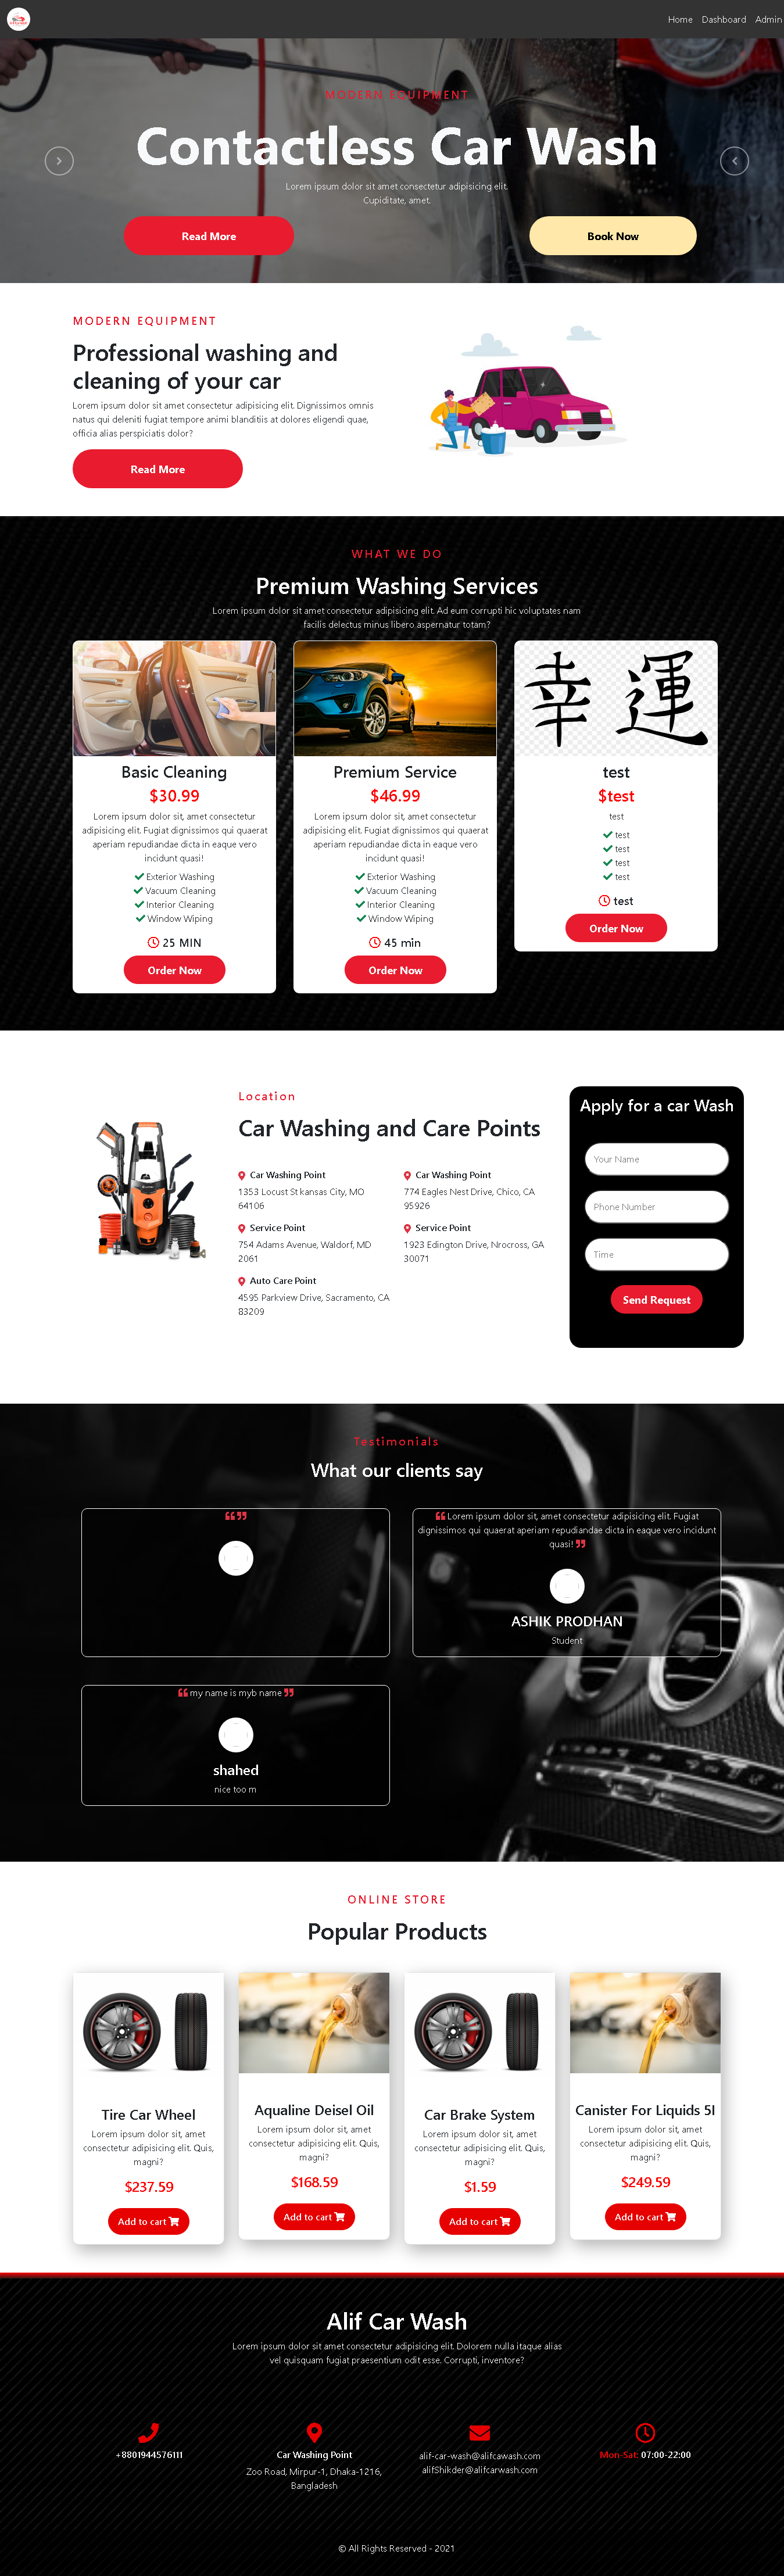 Home Dashboard Admin
MODERN EQUIPMENT
Contactless Car Wash
Lorem ipsum dolor sit amet consectetur adipisicing elit.
Cupiditate, amet.
Read More
Book Now
MODERN EQUIPMENT
Professional washing and
cleaning of your car
Lorem ipsum dolor sit amet consectetur adipisicing elit. Dignissimos omnis
natus qui deleniti fugiat tempore animi blanditiis at dolores eligendi quae,
officia alias perspiciatis dolor?
Read More
WHAT WE DO
Premium Washing Services
Lorem ipsum dolor sit amet consectetur adipisicing elit. Ad eum corrupti hic voluptates nam
facilis delectus minus libero aspernatur totam?
Basic Cleaning
$30.99
Lorem ipsum dolor sit, amet consectetur
adipisicing elit. Fugiat dignissimos qui quaerat
aperiam repudiandae dicta in eaque vero
incidunt quasi!
Exterior Washing
Vacuum Cleaning
Interior Cleaning
Window Wiping
25 MIN
Order Now
Premium Service
$46.99
Lorem ipsum dolor sit, amet consectetur
adipisicing elit. Fugiat dignissimos qui quaerat
aperiam repudiandae dicta in eaque vero
incidunt quasi!
Exterior Washing
Vacuum Cleaning
Interior Cleaning
Window Wiping
45 min
Order Now
幸運
test
$test
test
test
test
test
test
test
Order Now
Location
Car Washing and Care Points
Car Washing Point
1353 Locust St kansas City, MO
64106
Service Point
754 Adams Avenue, Waldorf, MD
2061
Auto Care Point
4595 Parkview Drive, Sacramento, CA
83209
Car Washing Point
774 Eagles Nest Drive, Chico, CA
95926
Service Point
1923 Edington Drive, Nrocross, GA
30071
Apply for a car Wash
Your Name
Phone Number
Time
Send Request
Testimonials
What our clients say
❝ ❞
❝ Lorem ipsum dolor sit, amet consectetur adipisicing elit. Fugiat
dignissimos qui quaerat aperiam repudiandae dicta in eaque vero incidunt
quasi! ❞
ASHIK PRODHAN
Student
❝ my name is myb name ❞
shahed
nice too m
ONLINE STORE
Popular Products
Tire Car Wheel
Lorem ipsum dolor sit, amet
consectetur adipisicing elit. Quis,
magni?
$237.59
Add to cart
Aqualine Deisel Oil
Lorem ipsum dolor sit, amet
consectetur adipisicing elit. Quis,
magni?
$168.59
Add to cart
Car Brake System
Lorem ipsum dolor sit, amet
consectetur adipisicing elit. Quis,
magni?
$1.59
Add to cart
Canister For Liquids 5l
Lorem ipsum dolor sit, amet
consectetur adipisicing elit. Quis,
magni?
$249.59
Add to cart
Alif Car Wash
Lorem ipsum dolor sit amet consectetur adipisicing elit. Dolorem nulla itaque alias
vel quisquam fugiat praesentium odit esse. Corrupti, inventore?
+8801944576111
Car Washing Point
Zoo Road, Mirpur-1, Dhaka-1216,
Bangladesh
alif-car-wash@alifcawash.com
alifShikder@alifcarwash.com
Mon-Sat: 07:00-22:00
© All Rights Reserved - 2021